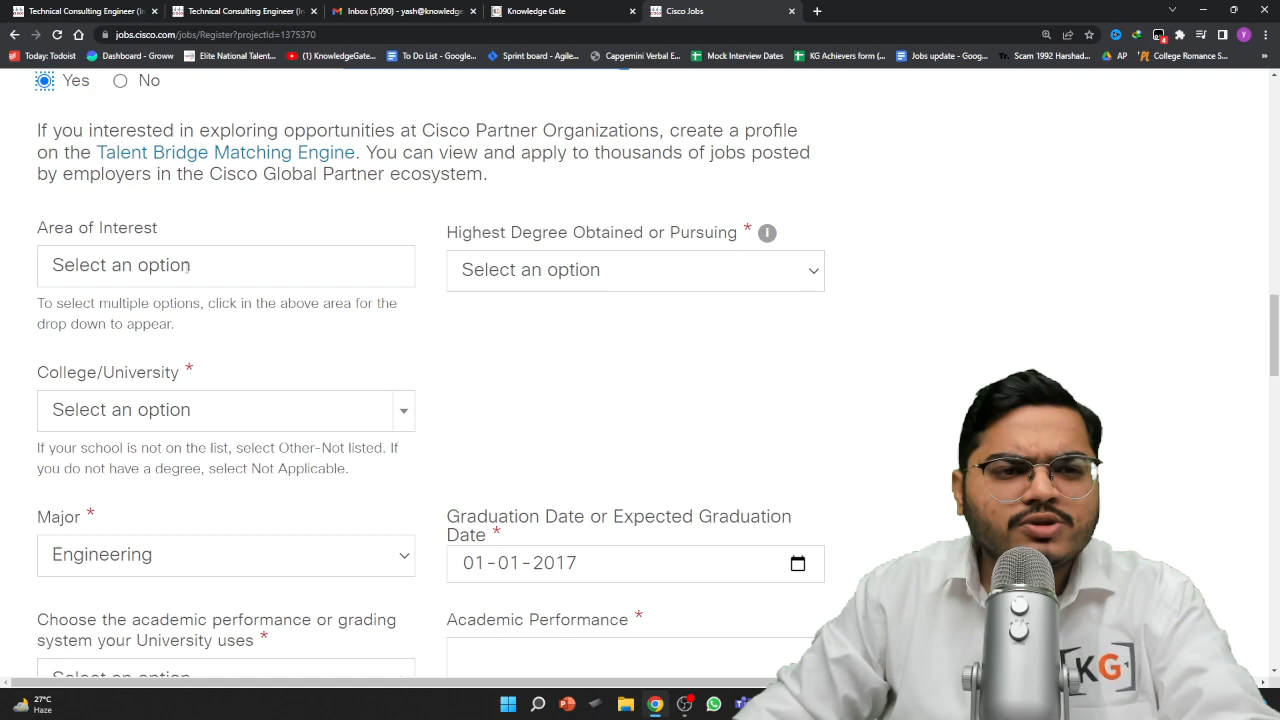 Technical Consulting Engineer (In
Technical Consulting Engineer (In
Inbox (5,090) - yash@knowledge.
Knowledge Gate
Cisco Jobs
jobs.cisco.com/jobs/Register?projectId=1375370
Today: Todoist
Dashboard
Elite National Talent...
(1) KnowledgeGate...
To Do List - Google...
Sprint board - Agile...
Capgemini Verbal E...
Mock Interview Dates
KG Achievers form (...
Jobs update - Goog...
Scam 1992 Harshad...
AP
College Romance S...
Yes
No
If you interested in exploring opportunities at Cisco Partner Organizations, create a profile
on the Talent Bridge Matching Engine. You can view and apply to thousands of jobs posted
by employers in the Cisco Global Partner ecosystem.
Area of Interest
Select an option
To select multiple options, click in the above area for the
drop down to appear.
Highest Degree Obtained or Pursuing *
Select an option
College/University *
Select an option
If your school is not on the list, select Other-Not listed. If
you do not have a degree, select Not Applicable.
Major *
Engineering
Graduation Date or Expected Graduation
Date *
01-01-2017
Choose the academic performance or grading
system your University uses *
Select an option
Academic Performance *
KG
27°C
Haze